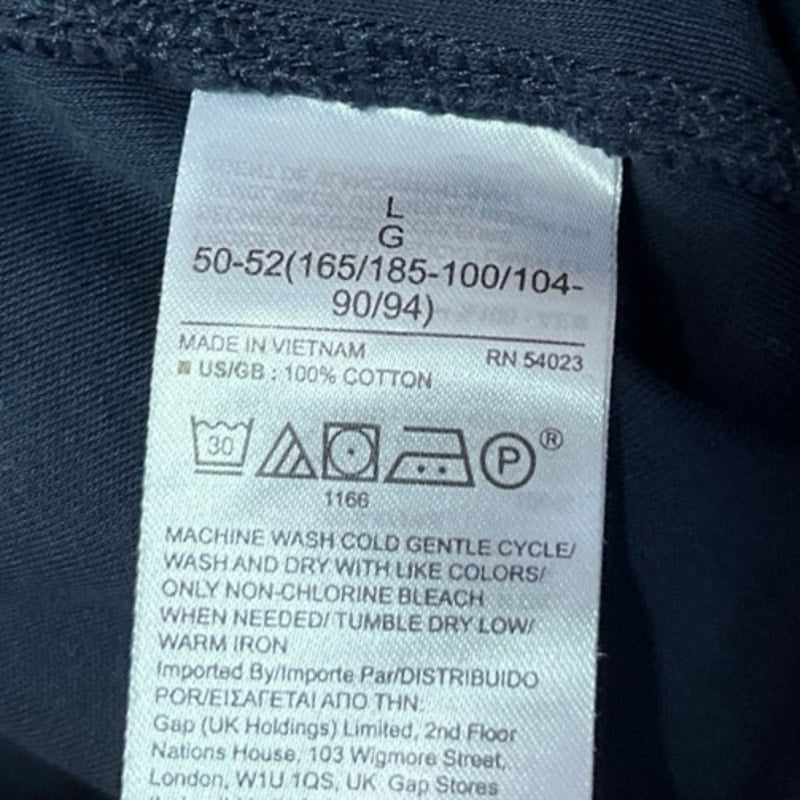 L
G
50-52(165/185-100/104-
90/94)
MADE IN VIETNAM
RN 54023
US/GB : 100% COTTON
30
P
®
1166
MACHINE WASH COLD GENTLE CYCLE/
WASH AND DRY WITH LIKE COLORS/
ONLY NON-CHLORINE BLEACH
WHEN NEEDED/ TUMBLE DRY LOW/
WARM IRON
Imported By/Importe Par/DISTRIBUIDO
POR/ΕΙΣΑΓΕΤΑΙ ΑΠΟ ΤΗΝ:
Gap (UK Holdings) Limited, 2nd Floor
Nations House, 103 Wigmore Street,
London, W1U 1QS, UK Gap Stores